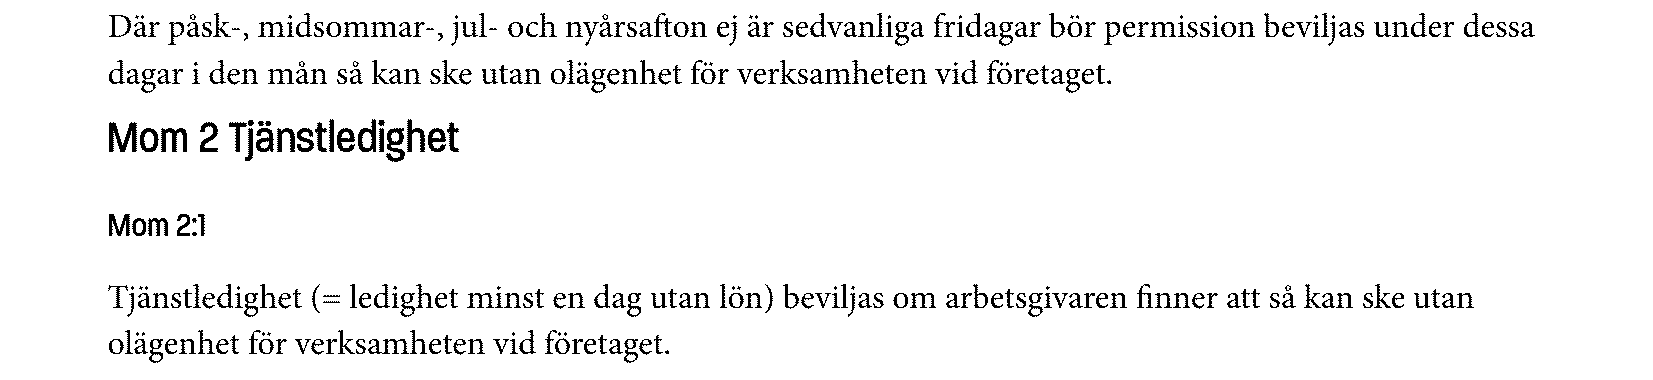 Där påsk-, midsommar-, jul- och nyårsafton ej är sedvanliga fridagar bör permission beviljas under dessa
dagar i den mån så kan ske utan olägenhet för verksamheten vid företaget.
Mom 2 Tjänstledighet
Mom 2:1
Tjänstledighet (= ledighet minst en dag utan lön) beviljas om arbetsgivaren finner att så kan ske utan
olägenhet för verksamheten vid företaget.